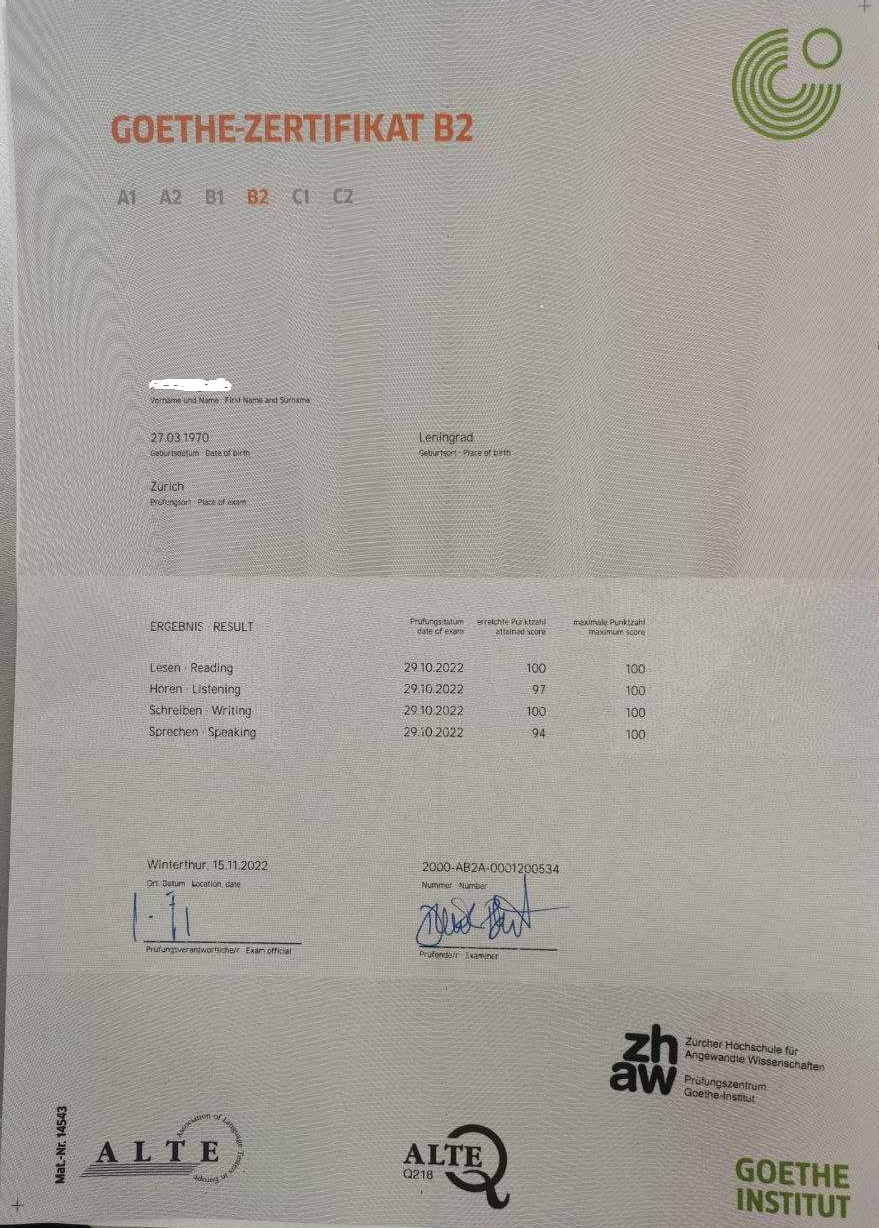 GOETHE-ZERTIFIKAT B2
A1 A2 B1 B2 C1 C2
Vorname und Name · First Name and Surname
27.03.1970 Leningrad
Geburtsdatum · Date of birth Geburtsort · Place of birth
Zürich
Prüfungsort · Place of exam
ERGEBNIS · RESULT
Prüfungsdatum erreichte Punktzahl maximale Punktzahl
date of exam attained score maximum score
Lesen · Reading 29.10.2022 100 100
Hören · Listening 29.10.2022 97 100
Schreiben · Writing 29.10.2022 100 100
Sprechen · Speaking 29.10.2022 94 100
Winterthur, 15.11.2022 2000-AB2A-0001200534
Ort, Datum · Location, date Nummer · Number
Prüfungsverantwortliche/r · Exam official Prüfende/r · Examiner
zh
aw
Zürcher Hochschule für
Angewandte Wissenschaften
Prüfungszentrum
Goethe-Institut
Mat.-Nr. 14543
ALTE
Association of Language Testers in Europe
ALTE
Q218
GOETHE
INSTITUT